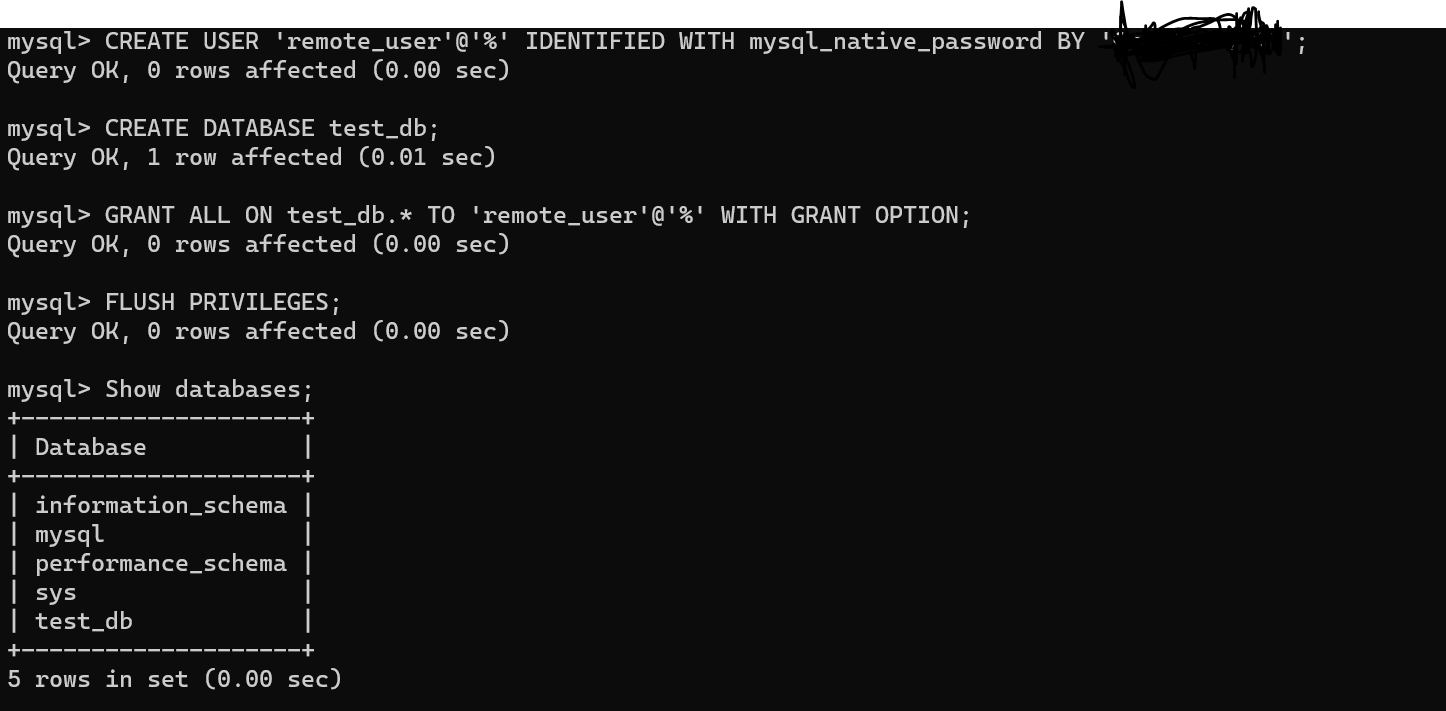 mysql> CREATE USER 'remote_user'@'%' IDENTIFIED WITH mysql_native_password BY '';
Query OK, 0 rows affected (0.00 sec)
mysql> CREATE DATABASE test_db;
Query OK, 1 row affected (0.01 sec)
mysql> GRANT ALL ON test_db.* TO 'remote_user'@'%' WITH GRANT OPTION;
Query OK, 0 rows affected (0.00 sec)
mysql> FLUSH PRIVILEGES;
Query OK, 0 rows affected (0.00 sec)
mysql> Show databases;
+--------------------+
| Database           |
+--------------------+
| information_schema |
| mysql              |
| performance_schema |
| sys                |
| test_db            |
+--------------------+
5 rows in set (0.00 sec)